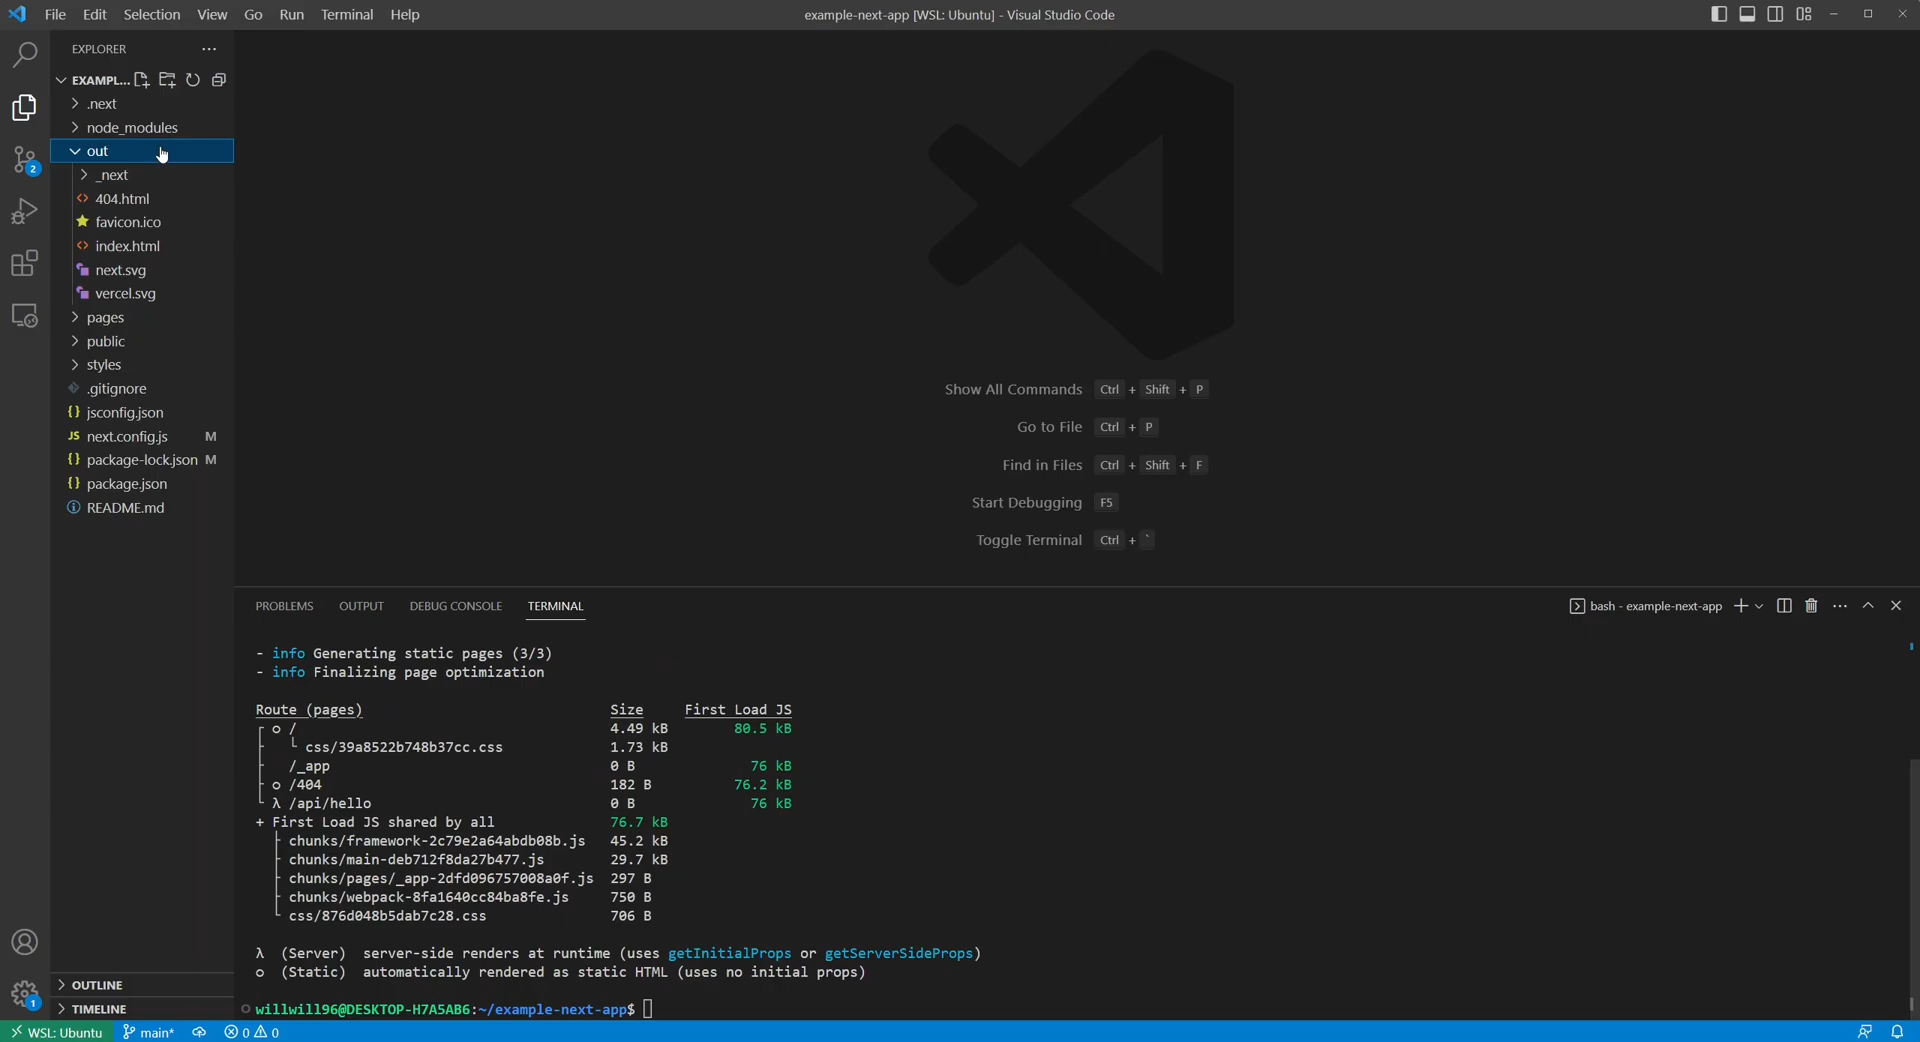 File Edit Selection View Go Run Terminal Help
example-next-app [WSL: Ubuntu] - Visual Studio Code
EXPLORER
EXAMPL...
.next
node_modules
out
_next
404.html
favicon.ico
index.html
next.svg
vercel.svg
pages
public
styles
.gitignore
jsconfig.json
next.config.js M
package-lock.json M
package.json
README.md
OUTLINE
TIMELINE
2
1
Show All Commands Ctrl + Shift + P
Go to File Ctrl + P
Find in Files Ctrl + Shift + F
Start Debugging F5
Toggle Terminal Ctrl + `
PROBLEMS OUTPUT DEBUG CONSOLE TERMINAL
bash - example-next-app
- info Generating static pages (3/3)
- info Finalizing page optimization
Route (pages) Size First Load JS
┌ ○ / 4.49 kB 80.5 kB
├ └ css/39a8522b748b37cc.css 1.73 kB
├ /_app 0 B 76 kB
├ ○ /404 182 B 76.2 kB
└ λ /api/hello 0 B 76 kB
+ First Load JS shared by all 76.7 kB
├ chunks/framework-2c79e2a64abdb08b.js 45.2 kB
├ chunks/main-deb712f8da27b477.js 29.7 kB
├ chunks/pages/_app-2dfd096757008a0f.js 297 B
├ chunks/webpack-8fa1640cc84ba8fe.js 750 B
└ css/876d048b5dab7c28.css 706 B
λ (Server) server-side renders at runtime (uses getInitialProps or getServerSideProps)
○ (Static) automatically rendered as static HTML (uses no initial props)
willwill96@DESKTOP-H7A5AB6:~/example-next-app$
WSL: Ubuntu main* 0 0